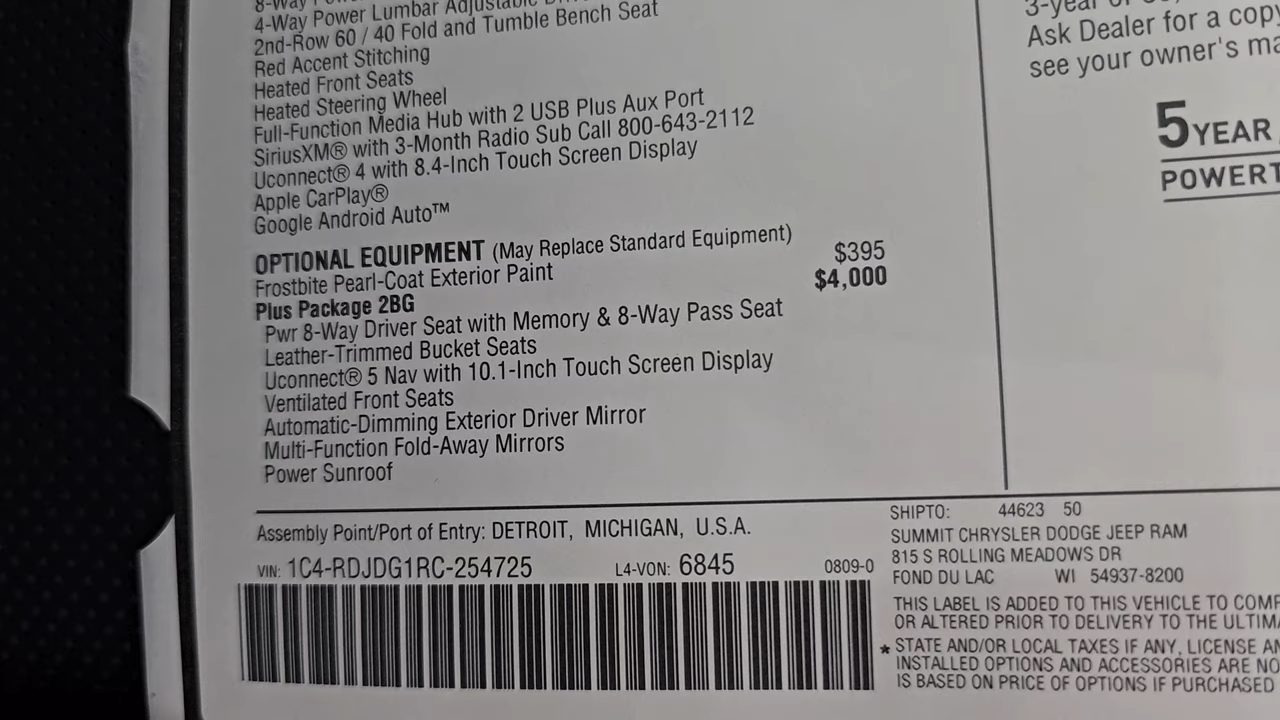 8-Way
4-Way Power Lumbar Adjustable
2nd-Row 60 / 40 Fold and Tumble Bench Seat
Red Accent Stitching
Heated Front Seats
Heated Steering Wheel
Full-Function Media Hub with 2 USB Plus Aux Port
SiriusXM® with 3-Month Radio Sub Call 800-643-2112
Uconnect® 4 with 8.4-Inch Touch Screen Display
Apple CarPlay®
Google Android Auto™
OPTIONAL EQUIPMENT (May Replace Standard Equipment)
Frostbite Pearl-Coat Exterior Paint $395
Plus Package 2BG $4,000
Pwr 8-Way Driver Seat with Memory & 8-Way Pass Seat
Leather-Trimmed Bucket Seats
Uconnect® 5 Nav with 10.1-Inch Touch Screen Display
Ventilated Front Seats
Automatic-Dimming Exterior Driver Mirror
Multi-Function Fold-Away Mirrors
Power Sunroof
3-year
Ask Dealer for a copy
see your owner's
5 YEAR
POWERT
Assembly Point/Port of Entry: DETROIT, MICHIGAN, U.S.A.
VIN: 1C4-RDJDG1RC-254725 L4-VON: 6845 0809-0
SHIPTO: 44623 50
SUMMIT CHRYSLER DODGE JEEP RAM
815 S ROLLING MEADOWS DR
FOND DU LAC WI 54937-8200
THIS LABEL IS ADDED TO THIS VEHICLE TO COMP
OR ALTERED PRIOR TO DELIVERY TO THE ULTIMA
* STATE AND/OR LOCAL TAXES IF ANY, LICENSE AN
INSTALLED OPTIONS AND ACCESSORIES ARE NO
IS BASED ON PRICE OF OPTIONS IF PURCHASED